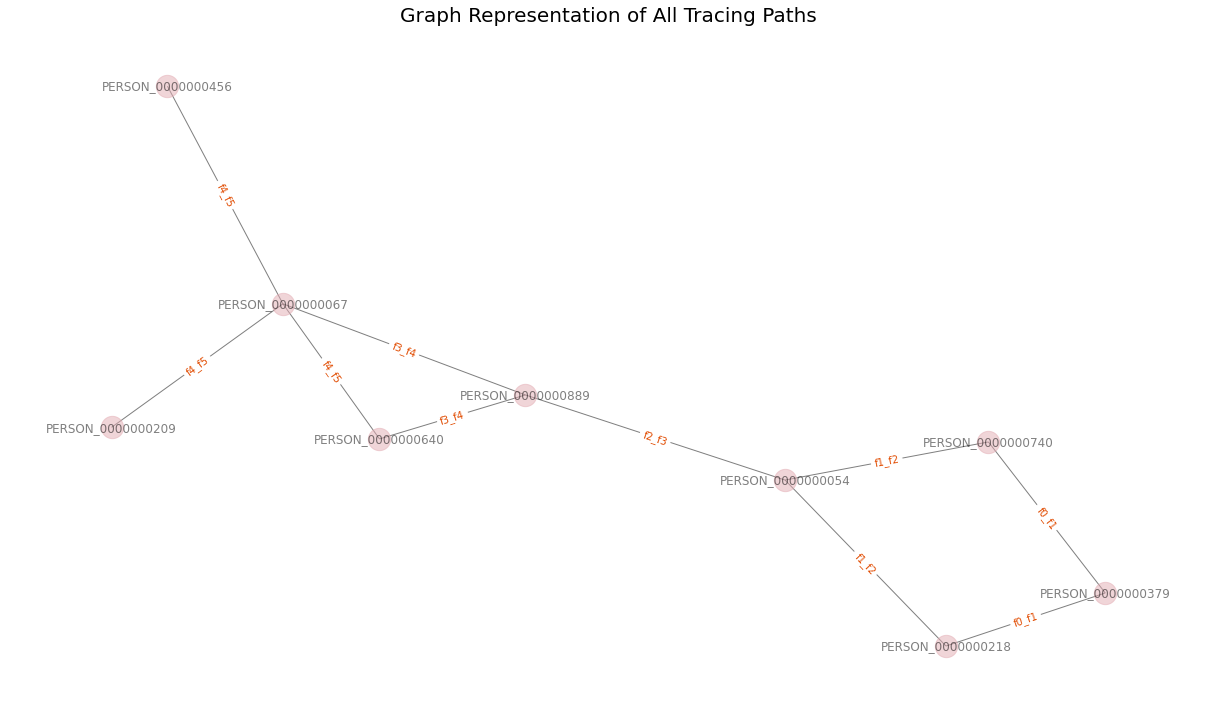 Graph Representation of All Tracing Paths
PERSON_0000000456
f4_f5
PERSON_0000000067
f3_f4
f4_f5
f4_f5
PERSON_0000000889
f3_f4
PERSON_0000000209
PERSON_0000000640
f2_f3
PERSON_0000000740
f1_f2
PERSON_0000000054
f0_f1
f1_f2
PERSON_0000000379
f0_f1
PERSON_0000000218